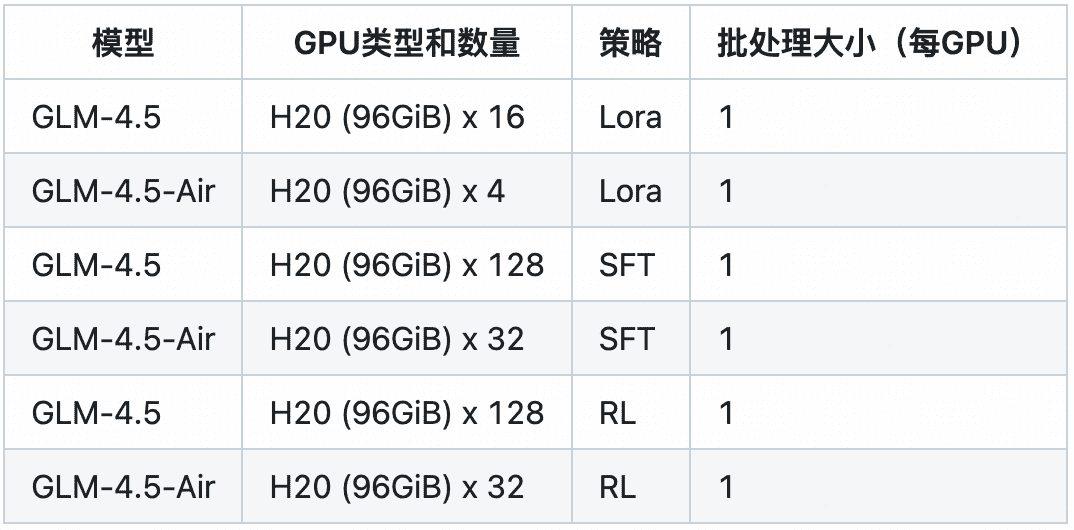 模型 GPU类型和数量 策略 批处理大小（每GPU）
GLM-4.5 H20 (96GiB) x 16 Lora 1
GLM-4.5-Air H20 (96GiB) x 4 Lora 1
GLM-4.5 H20 (96GiB) x 128 SFT 1
GLM-4.5-Air H20 (96GiB) x 32 SFT 1
GLM-4.5 H20 (96GiB) x 128 RL 1
GLM-4.5-Air H20 (96GiB) x 32 RL 1